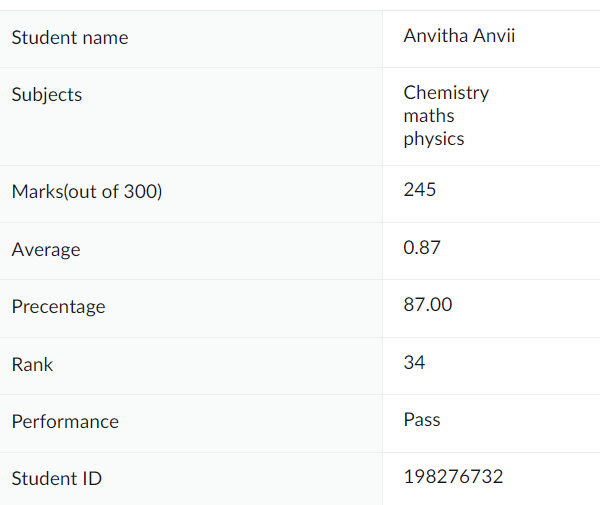 Student name Anvitha Anvii
Subjects Chemistry
maths
physics
Marks(out of 300) 245
Average 0.87
Precentage 87.00
Rank 34
Performance Pass
Student ID 198276732